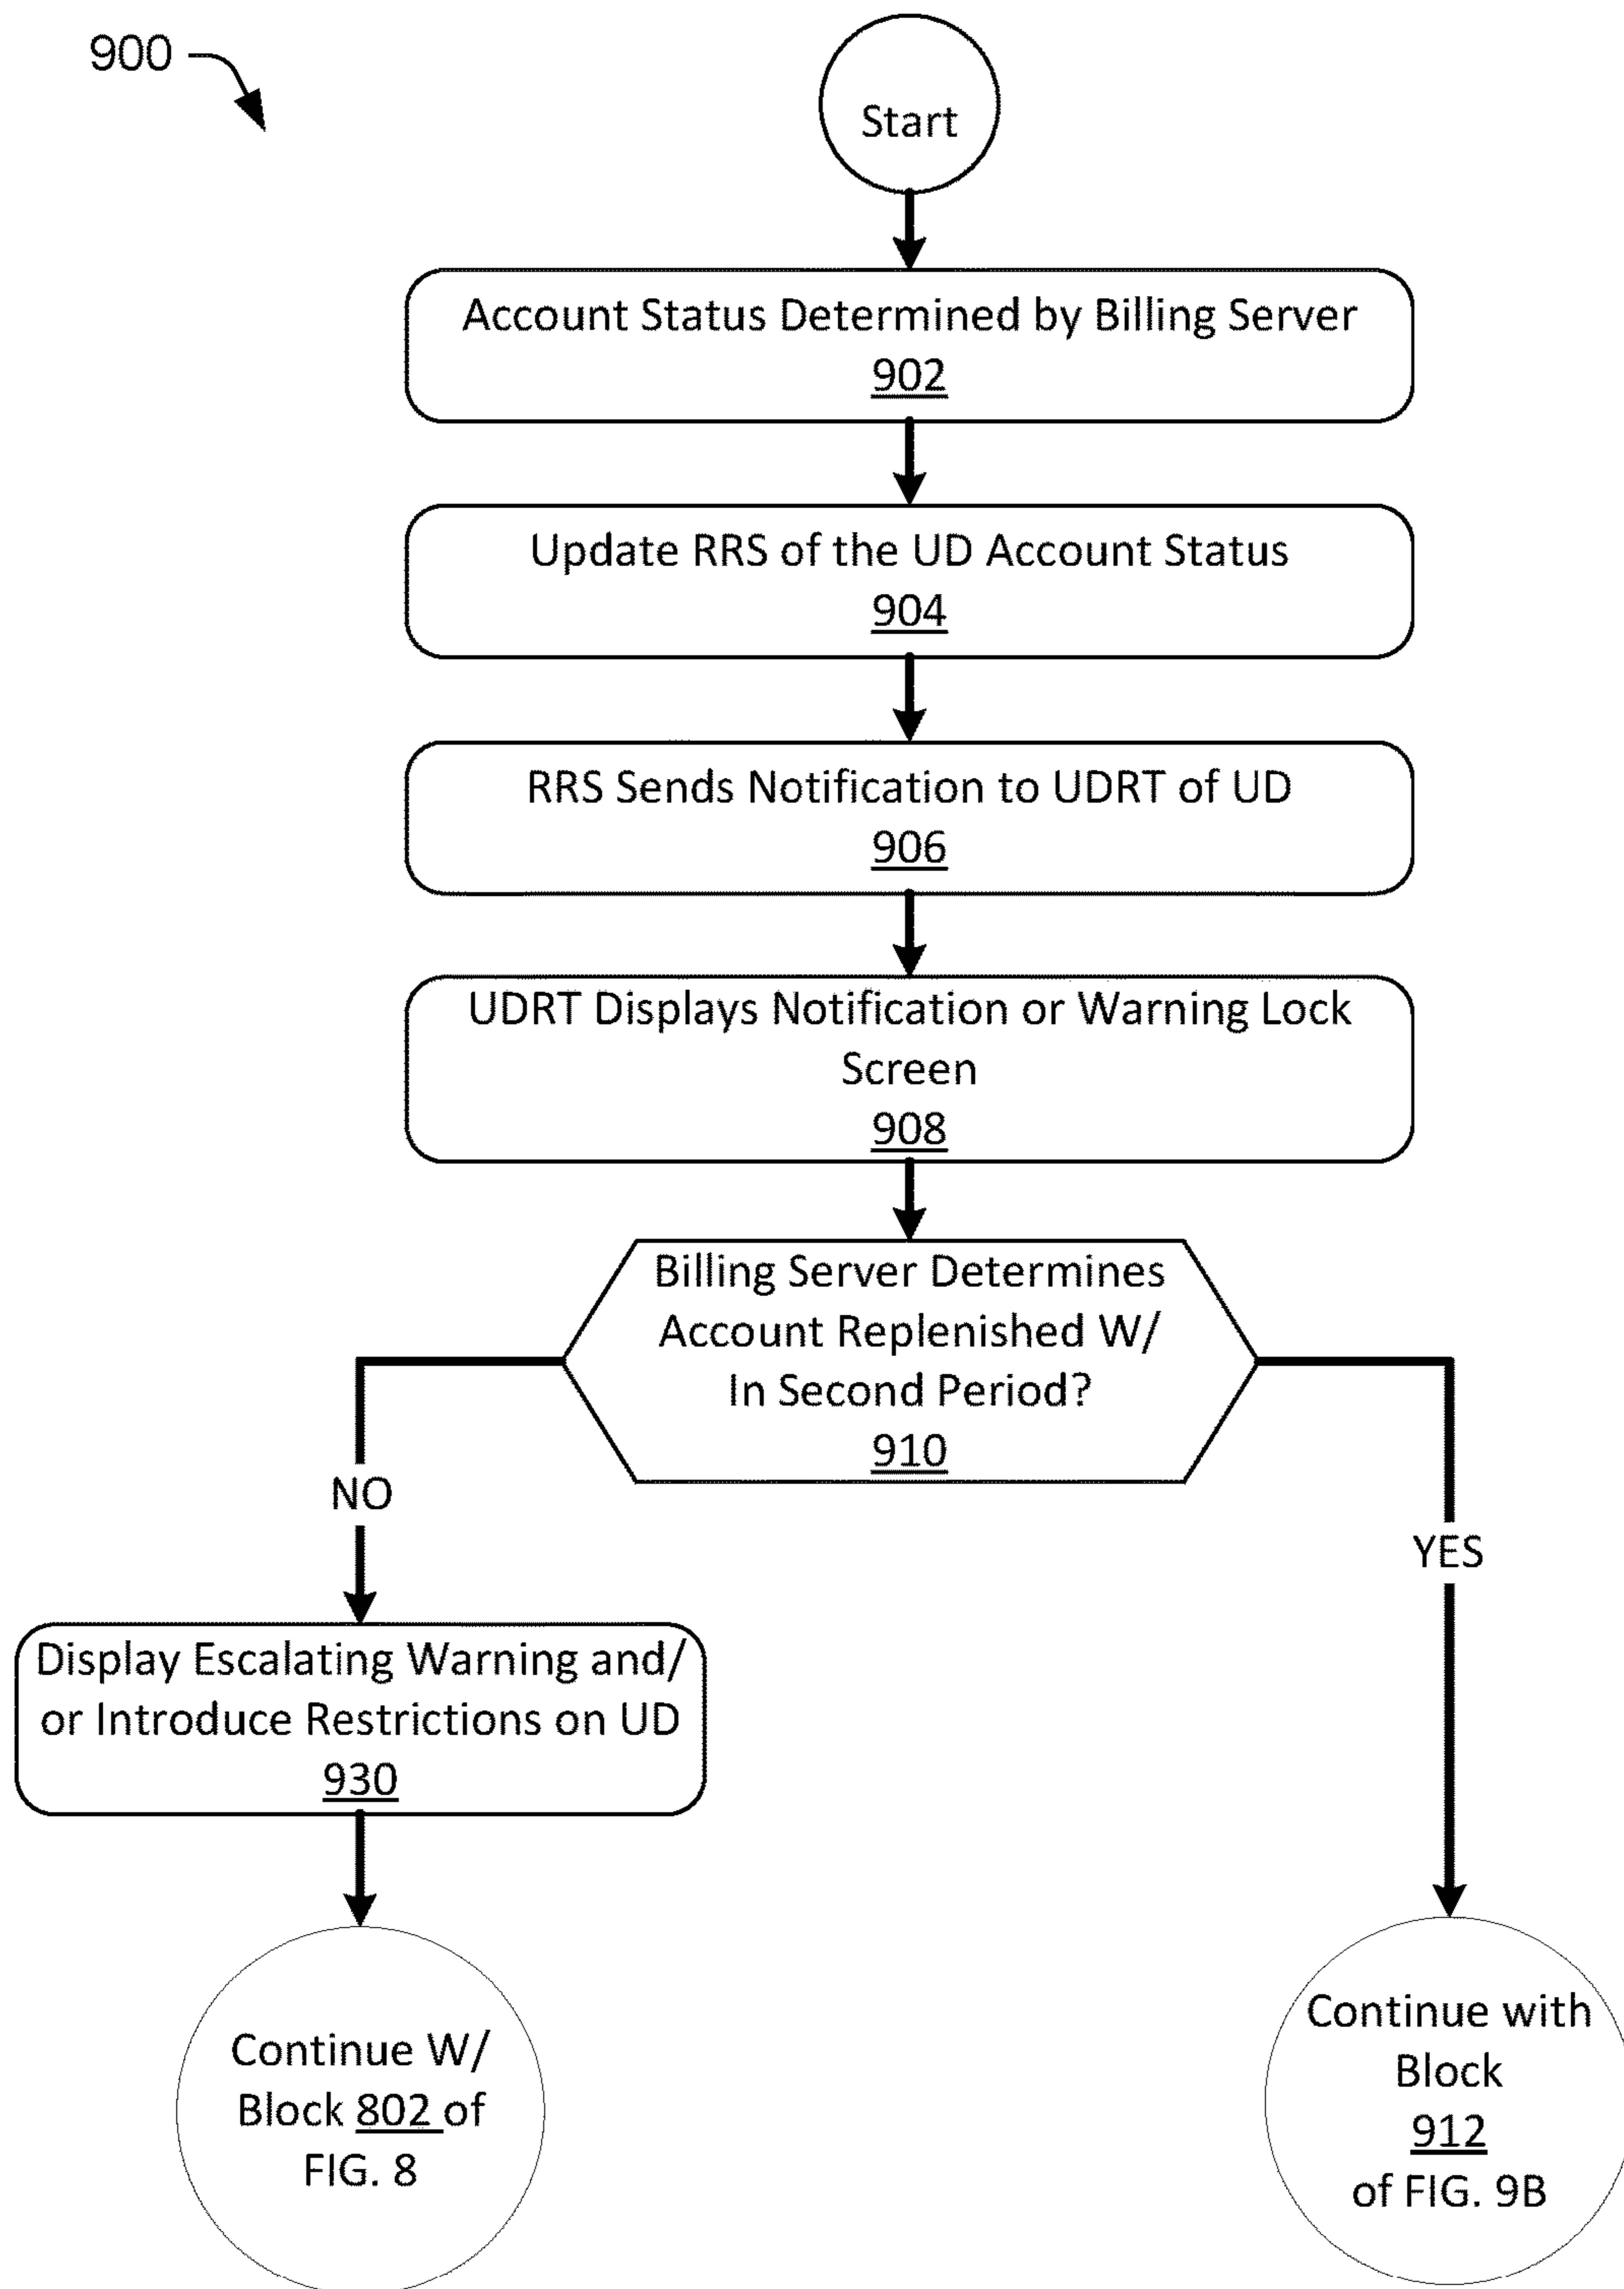 900
Start
Account Status Determined by Billing Server
902
Update RRS of the UD Account Status
904
RRS Sends Notification to UDRT of UD
906
UDRT Displays Notification or Warning Lock
Screen
908
Billing Server Determines
Account Replenished W/
In Second Period?
910
NO
YES
Display Escalating Warning and/
or Introduce Restrictions on UD
930
Continue W/
Block 802 of
FIG. 8
Continue with
Block
912
of FIG. 9B